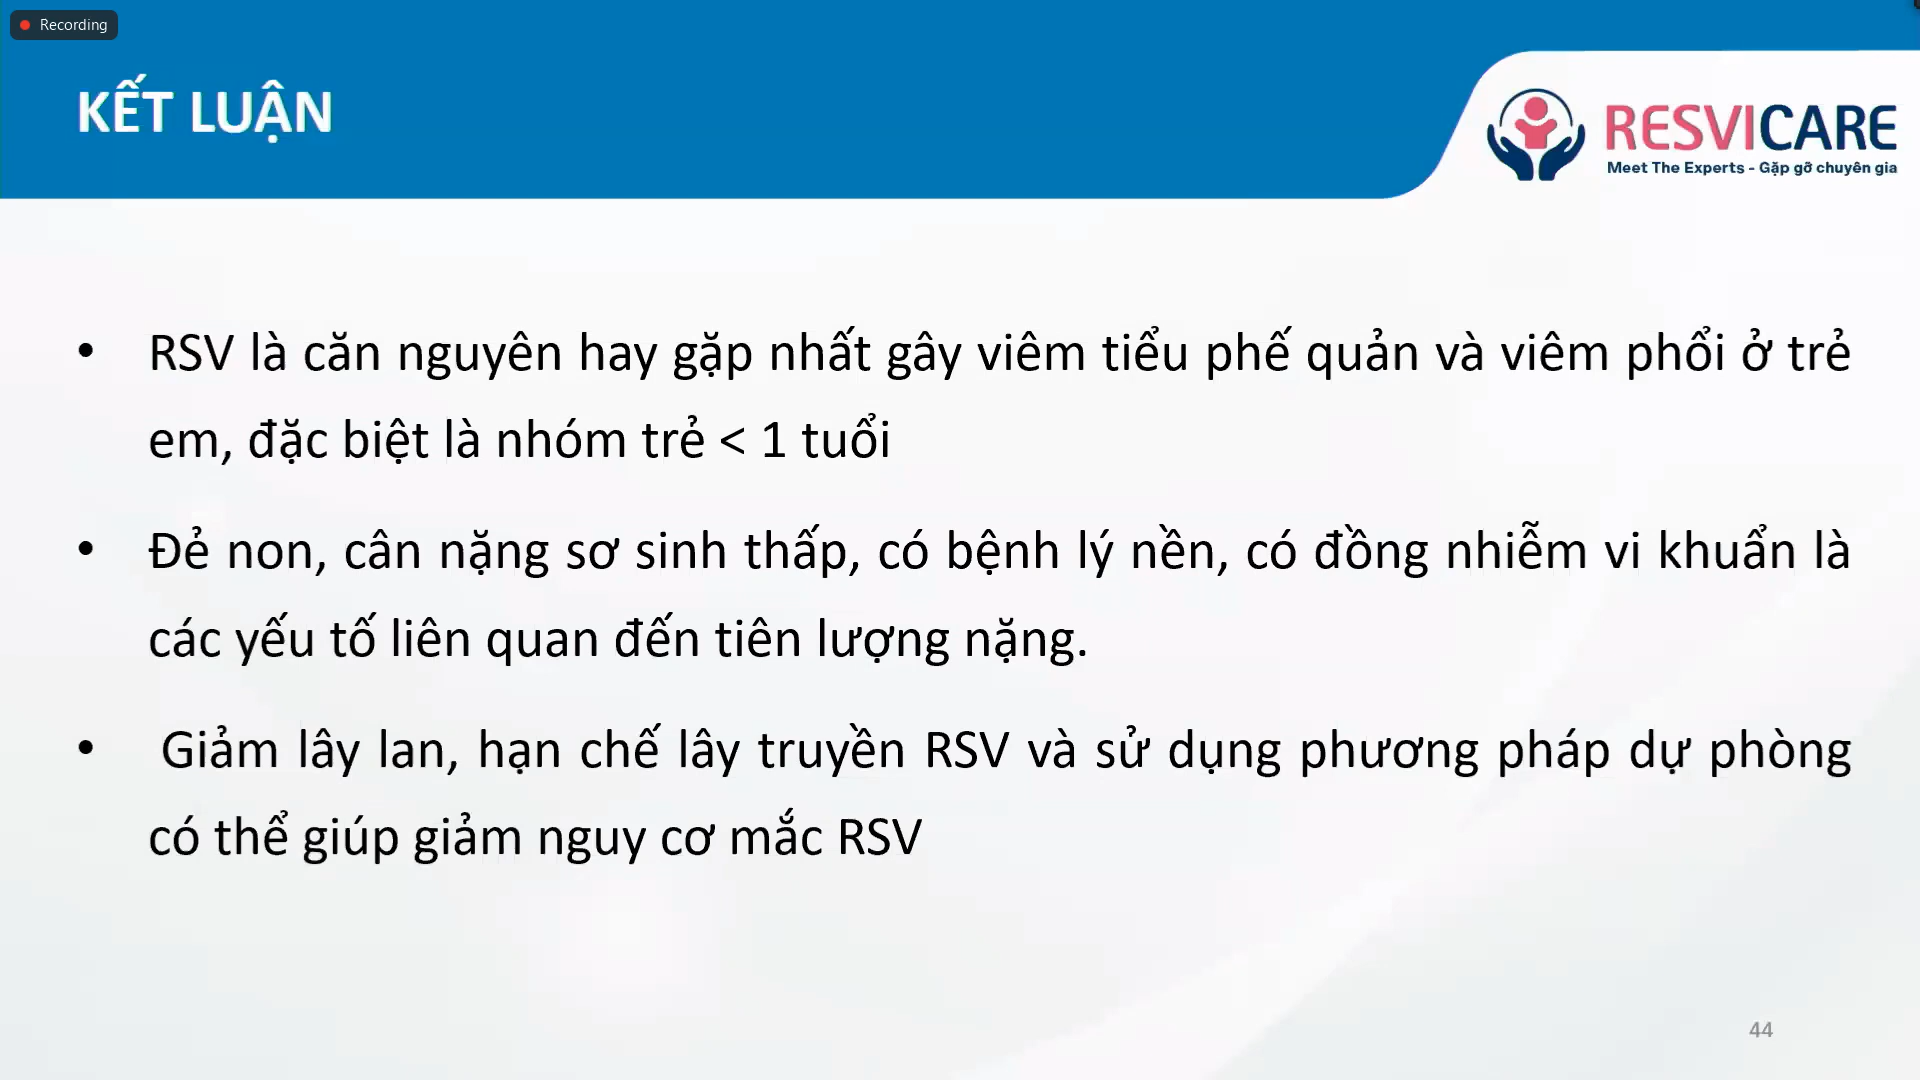 Recording
KẾT LUẬN
RESVICARE
Meet The Experts - Gặp gỡ chuyên gia
• RSV là căn nguyên hay gặp nhất gây viêm tiểu phế quản và viêm phổi ở trẻ
em, đặc biệt là nhóm trẻ < 1 tuổi
• Đẻ non, cân nặng sơ sinh thấp, có bệnh lý nền, có đồng nhiễm vi khuẩn là
các yếu tố liên quan đến tiên lượng nặng.
• Giảm lây lan, hạn chế lây truyền RSV và sử dụng phương pháp dự phòng
có thể giúp giảm nguy cơ mắc RSV
44